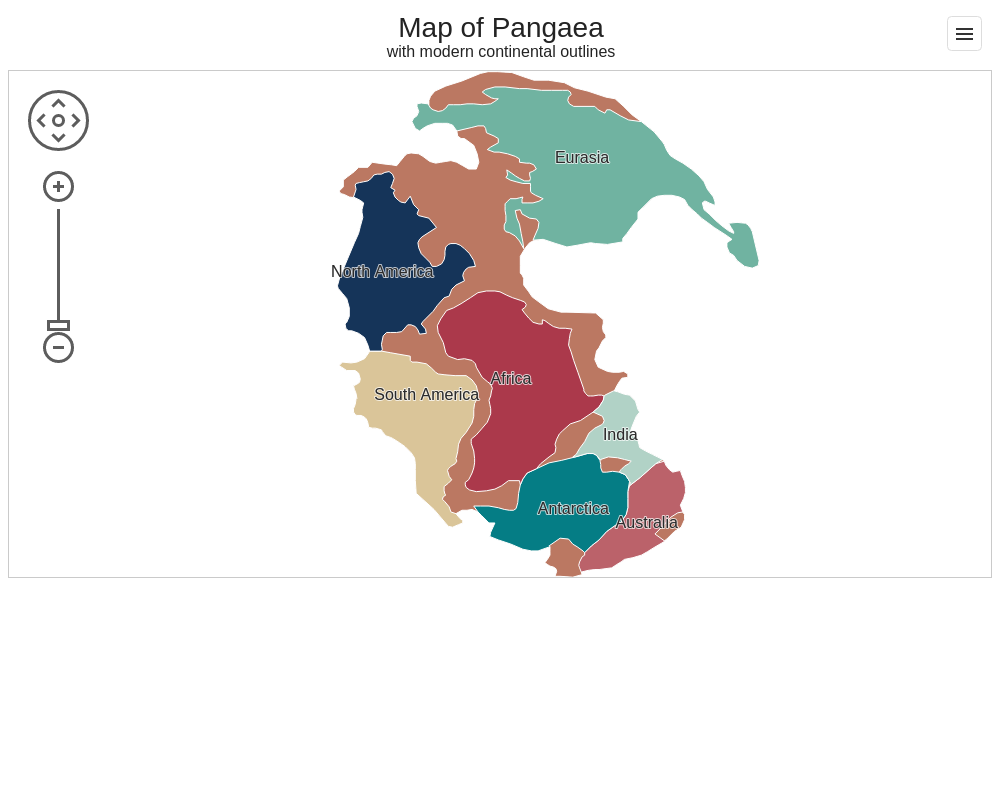 Map of Pangaea
with modern continental outlines
Eurasia
North America
Africa
South America
India
Antarctica
Australia